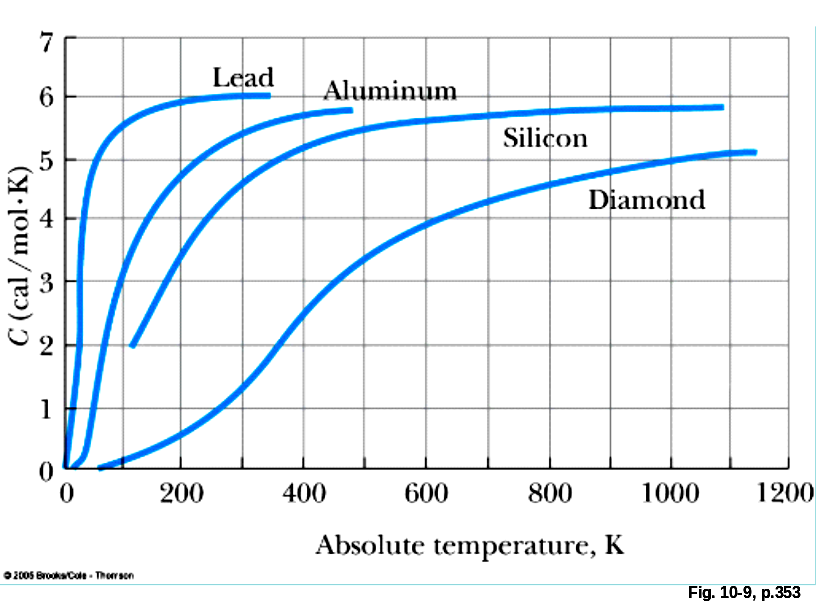 7
Lead
Aluminum
6
Silicon
5
Diamond
4
3
2
1
0
C (cal/mol·K)
0 200 400 600 800 1000 1200
Absolute temperature, K
© 2005 Brooks/Cole - Thomson
Fig. 10-9, p.353